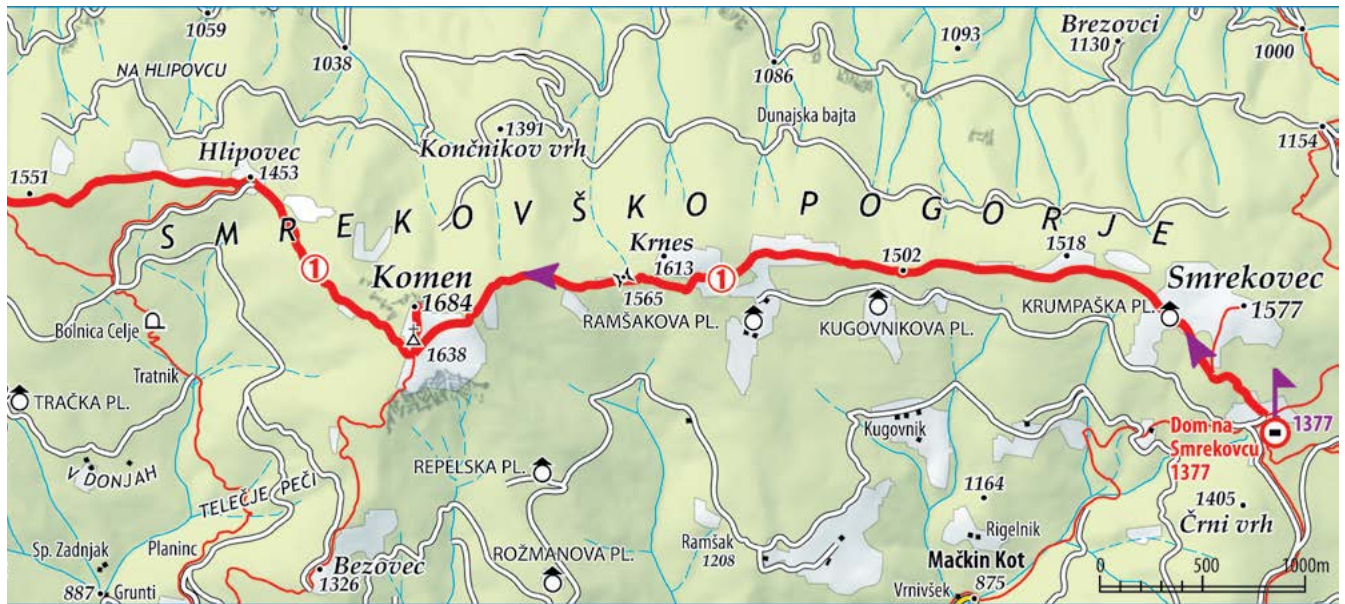 1059
1038
NA HLIPOVCU
1093
Brezovci
1130
1000
1086
Dunajska bajta
1154
1391
Končnikov vrh
Hlipovec
1453
1551
SMREKOVŠKO POGORJE
Krnes
1613
1
1502
1518
Smrekovec
1577
1
Komen
1684
1565
RAMŠAKOVA PL.
KUGOVNIKOVA PL.
KRUMPAŠKA PL.
Bolnica Celje
P
1638
Tratnik
TRAČKA PL.
Kugovnik
Dom na
Smrekovcu
1377
1377
V DONJAH
TELEČJE PEČI
REPELSKA PL.
1164
1405
Črni vrh
Sp. Zadnjak
Planinc
Bezovec
1326
ROŽMANOVA PL.
Ramšak
1208
Rigelnik
Mačkin Kot
875
Vrnivšek
887
Grunti
0 500 1000m